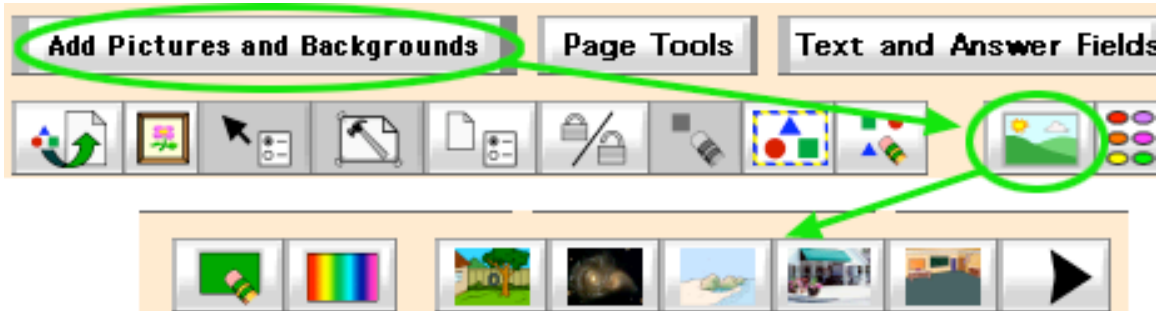 Add Pictures and Backgrounds
Page Tools
Text and Answer Fields